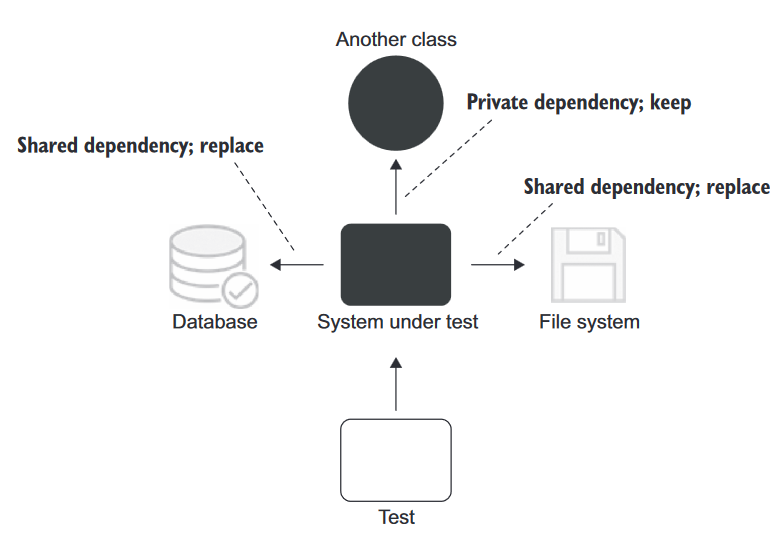 Another class
Private dependency; keep
Shared dependency; replace
Shared dependency; replace
Database
System under test
File system
Test